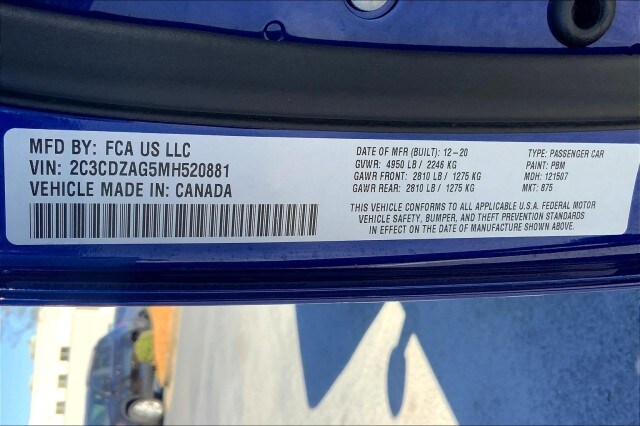 MFD BY: FCA US LLC
VIN: 2C3CDZAG5MH520881
VEHICLE MADE IN: CANADA
DATE OF MFR (BUILT): 12-20
GVWR: 4950 LB / 2246 KG
GAWR FRONT: 2810 LB / 1275 KG
GAWR REAR: 2810 LB / 1275 KG
TYPE: PASSENGER CAR
PAINT: PBM
MDH: 121507
MKT: 875
THIS VEHICLE CONFORMS TO ALL APPLICABLE U.S.A. FEDERAL MOTOR
VEHICLE SAFETY, BUMPER, AND THEFT PREVENTION STANDARDS
IN EFFECT ON THE DATE OF MANUFACTURE SHOWN ABOVE.